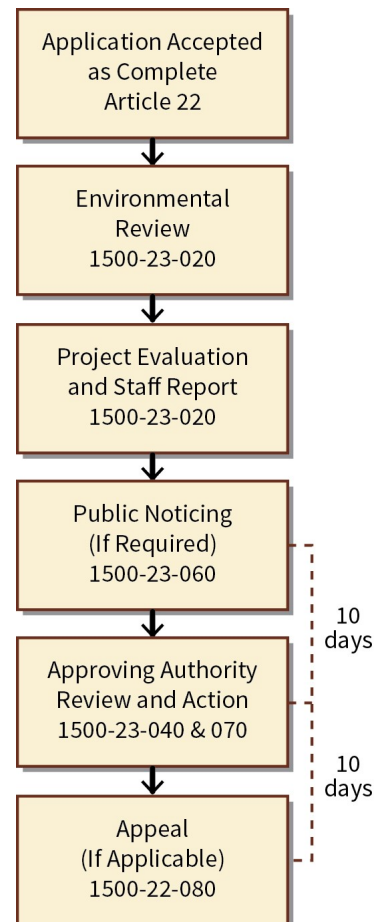 Application Accepted
as Complete
Article 22
Environmental
Review
1500-23-020
Project Evaluation
and Staff Report
1500-23-020
Public Noticing
(If Required)
1500-23-060
10
days
Approving Authority
Review and Action
1500-23-040 & 070
10
days
Appeal
(If Applicable)
1500-22-080